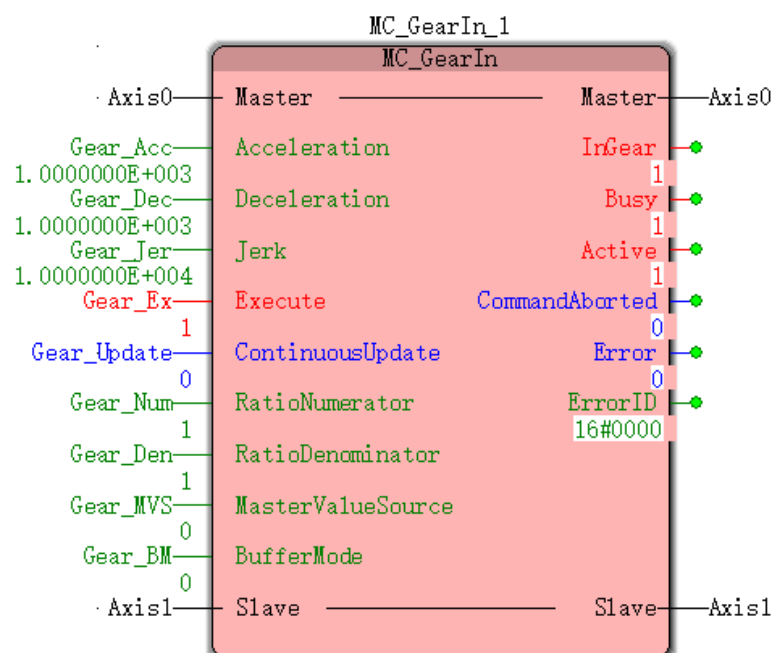 MC_GearIn_1
MC_GearIn
Axis0 Master Master Axis0
Gear_Acc Acceleration InGear
1.0000000E+003 1
Gear_Dec Deceleration Busy
1.0000000E+003 1
Gear_Jer Jerk Active
1.0000000E+004 1
Gear_Ex Execute CommandAborted
1 0
Gear_Update ContinuousUpdate Error
0 0
Gear_Num RatioNumerator ErrorID
1 16#0000
Gear_Den RatioDenominator
1
Gear_MVS MasterValueSource
0
Gear_BM BufferMode
0
Axis1 Slave Slave Axis1